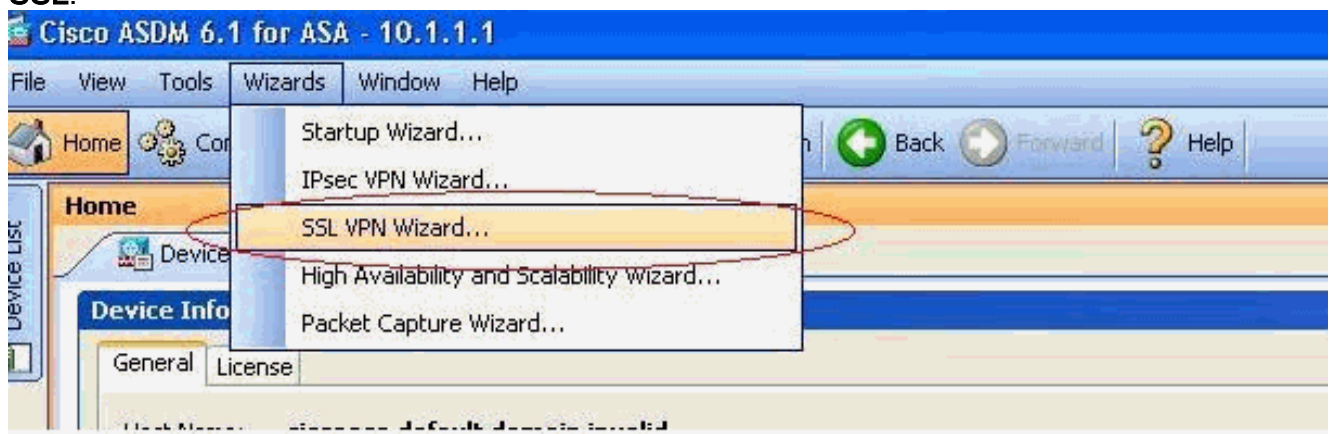 SSL.
Cisco ASDM 6.1 for ASA - 10.1.1.1
File View Tools Wizards Window Help
Home Back Forward Help
Startup Wizard...
IPsec VPN Wizard...
SSL VPN Wizard...
High Availability and Scalability Wizard...
Packet Capture Wizard...
Device List
Home
Device
Device Info
General License